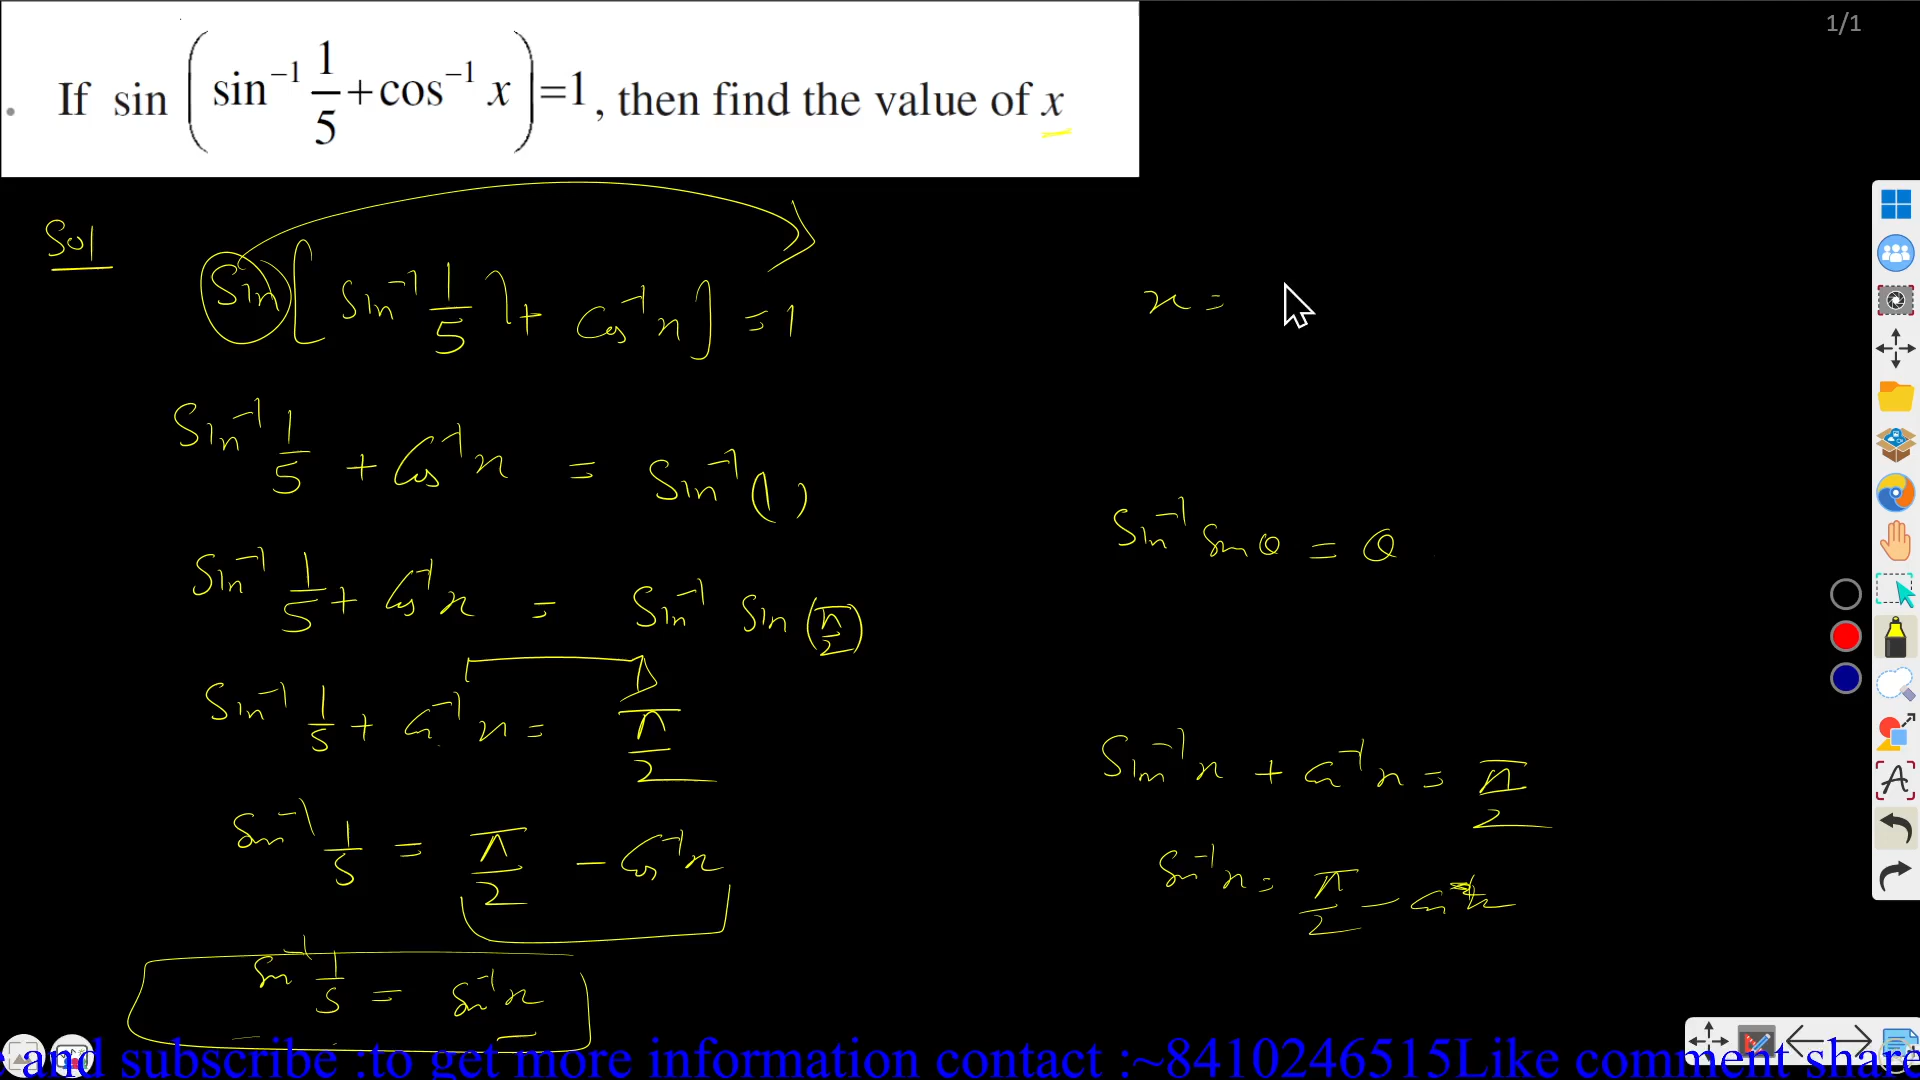 1/1
. If sin (sin⁻¹ 1/5 + cos⁻¹ x) = 1, then find the value of x
Sol
Sin [Sin⁻¹ 1/5 ) + Cos⁻¹ x] = 1
Sin⁻¹ 1/5 + Cos⁻¹ x = Sin⁻¹ (1)
Sin⁻¹ 1/5 + Cos⁻¹ x = Sin⁻¹ Sin (π/2)
Sin⁻¹ 1/5 + Cos⁻¹ x = π/2
Sin⁻¹ 1/5 = π/2 - Cos⁻¹ x
Sin⁻¹ 1/5 = Sin⁻¹ x
x =
Sin⁻¹ Sin θ = θ
Sin⁻¹ x + Cos⁻¹ x = π/2
Sin⁻¹ x = π/2 - Cos⁻¹ x
e and subscribe :to get more information contact :~8410246515Like comment share